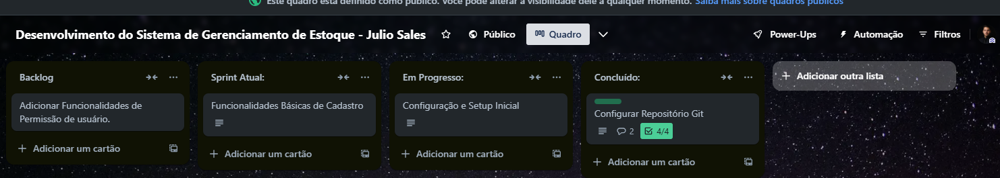 Este quadro está definido como público. Você pode alterar a visibilidade dele a qualquer momento. Saiba mais sobre quadros públicos
Desenvolvimento do Sistema de Gerenciamento de Estoque - Julio Sales
Público
Quadro
Power-Ups
Automação
Filtros
Backlog
Adicionar Funcionalidades de
Permissão de usuário.
Adicionar um cartão
Sprint Atual:
Funcionalidades Básicas de Cadastro
Adicionar um cartão
Em Progresso:
Configuração e Setup Inicial
Adicionar um cartão
Concluído:
Configurar Repositório Git
2
4/4
Adicionar um cartão
Adicionar outra lista